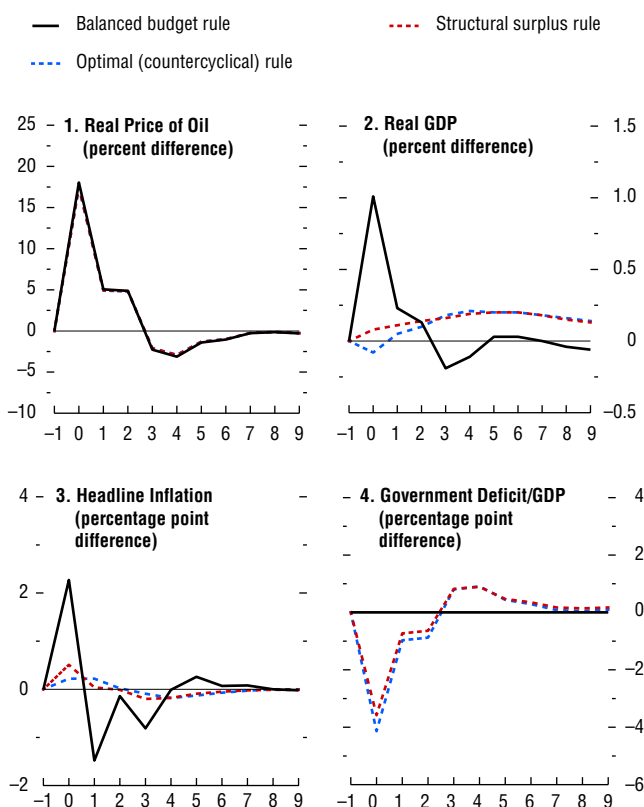 Balanced budget rule
Structural surplus rule
Optimal (countercyclical) rule
1. Real Price of Oil
(percent difference)
25
20
15
10
5
0
–5
–10
–1 0 1 2 3 4 5 6 7 8 9
2. Real GDP
(percent difference)
1.5
1.0
0.5
0.0
–0.5
–1 0 1 2 3 4 5 6 7 8 9
3. Headline Inflation
(percentage point
difference)
4
2
0
–2
–1 0 1 2 3 4 5 6 7 8 9
4. Government Deficit/GDP
(percentage point
difference)
4
2
0
–2
–4
–6
–1 0 1 2 3 4 5 6 7 8 9